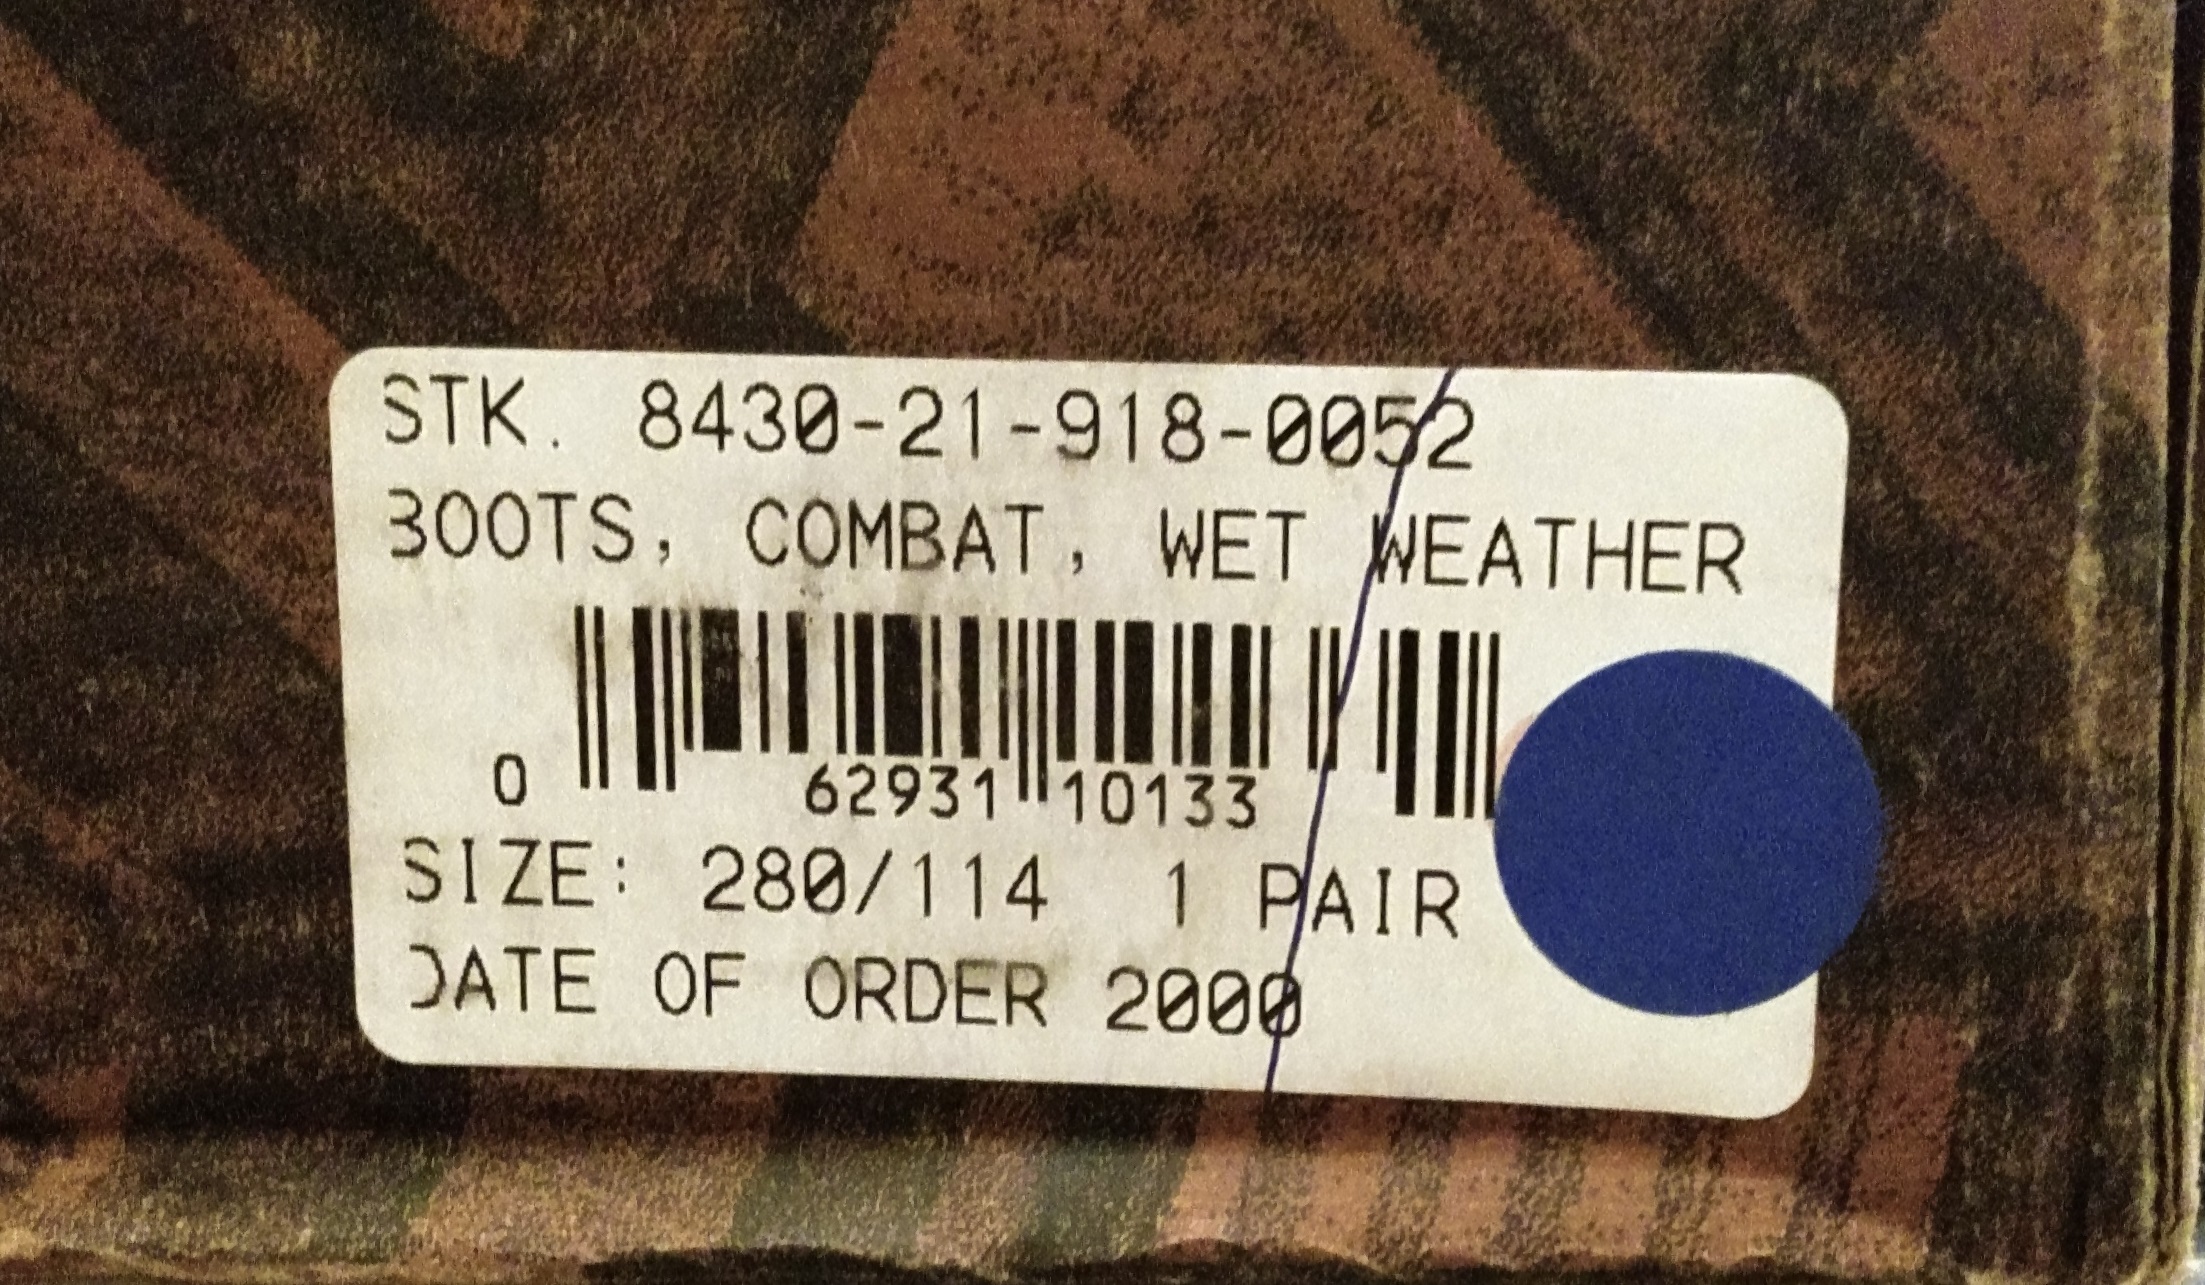 STK. 8430-21-918-0052
BOOTS, COMBAT, WET WEATHER
0 62931 10133
SIZE: 280/114 1 PAIR
DATE OF ORDER 2000